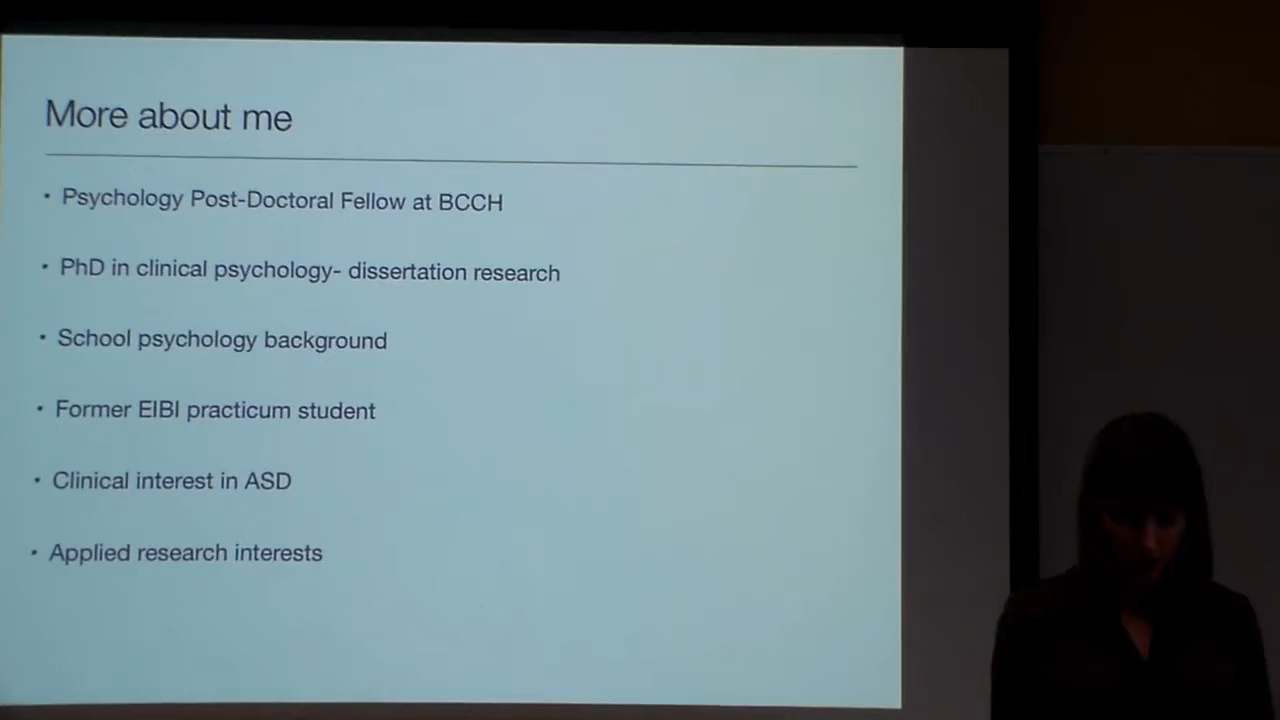 More about me
• Psychology Post-Doctoral Fellow at BCCH
• PhD in clinical psychology- dissertation research
• School psychology background
• Former EIBI practicum student
• Clinical interest in ASD
• Applied research interests